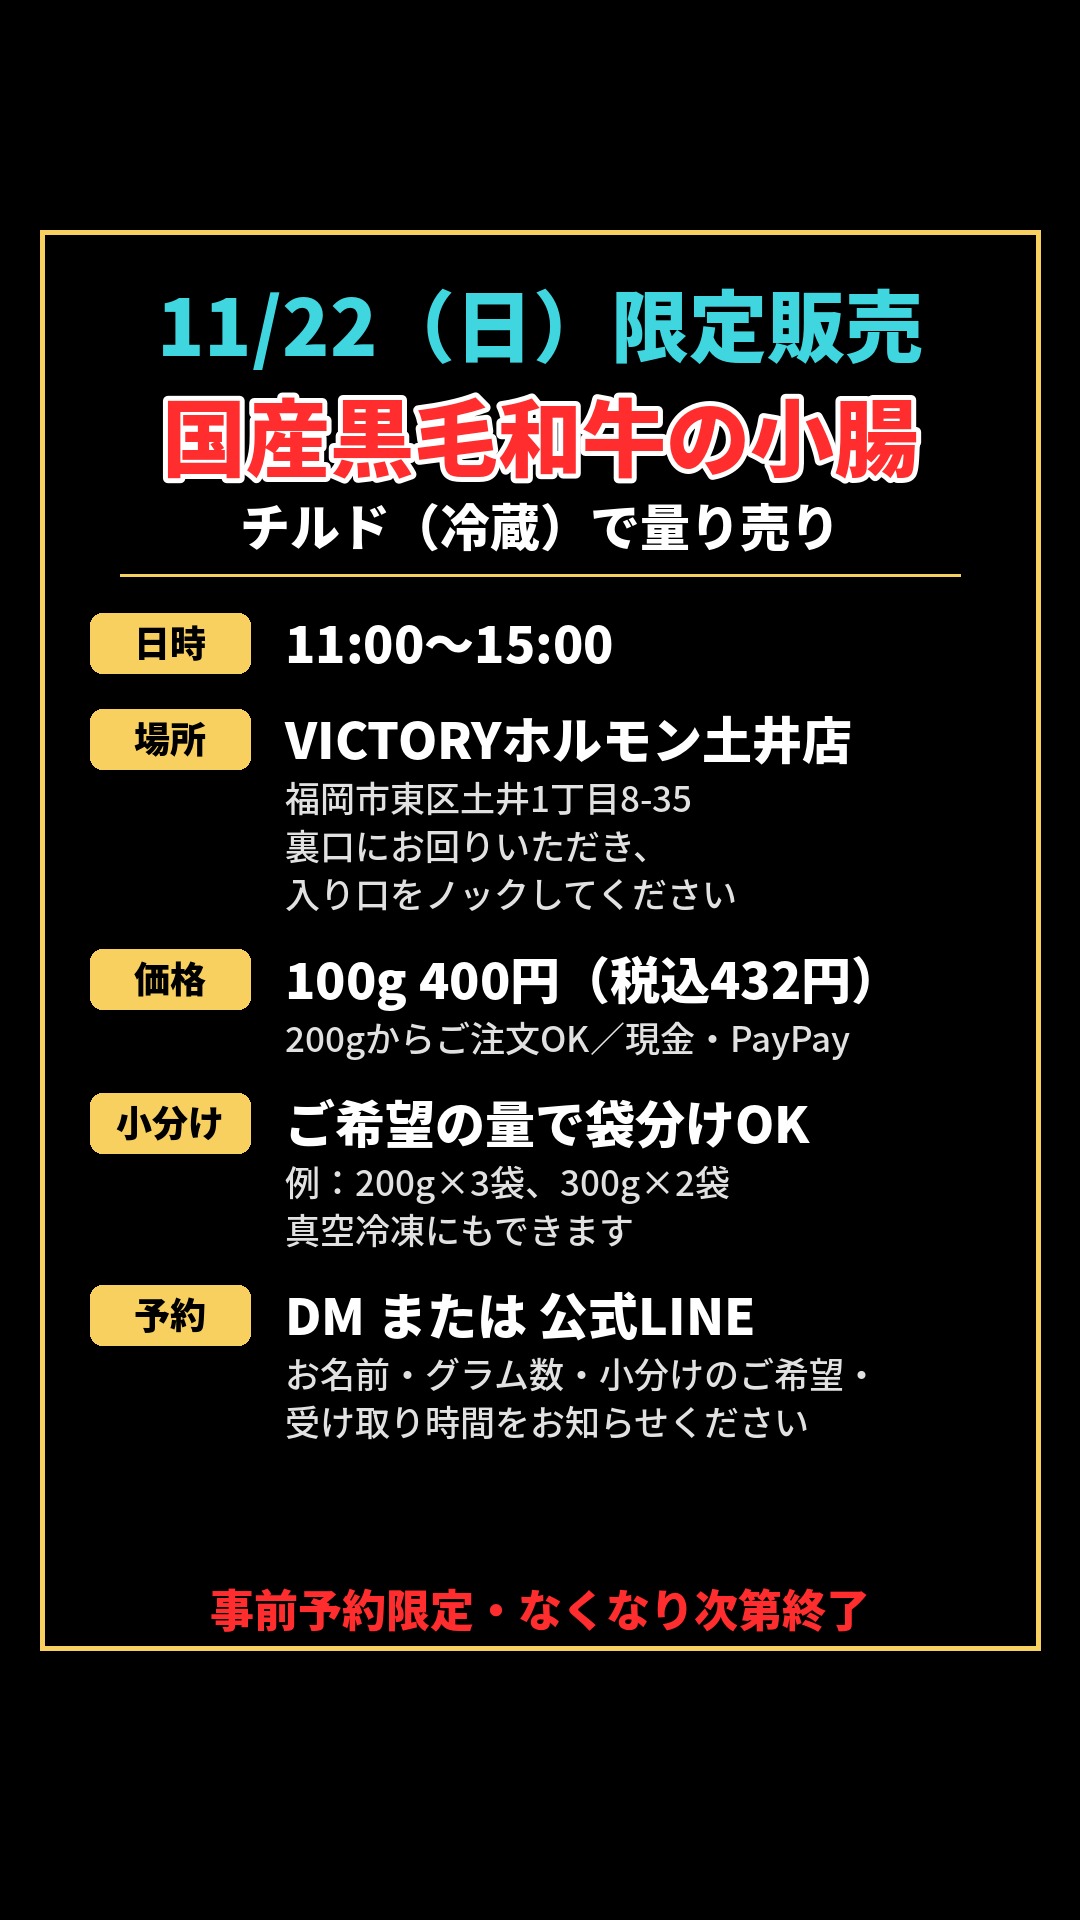 11/22（日）限定販売
国産黒毛和牛の小腸
チルド（冷蔵）で量り売り
日時 11:00〜15:00
場所 VICTORYホルモン土井店
福岡市東区土井1丁目8-35
裏口にお回りいただき、
入り口をノックしてください
価格 100g 400円（税込432円）
200gからご注文OK／現金・PayPay
小分け ご希望の量で袋分けOK
例：200g×3袋、300g×2袋
真空冷凍にもできます
予約 DM または 公式LINE
お名前・グラム数・小分けのご希望・
受け取り時間をお知らせください
事前予約限定・なくなり次第終了